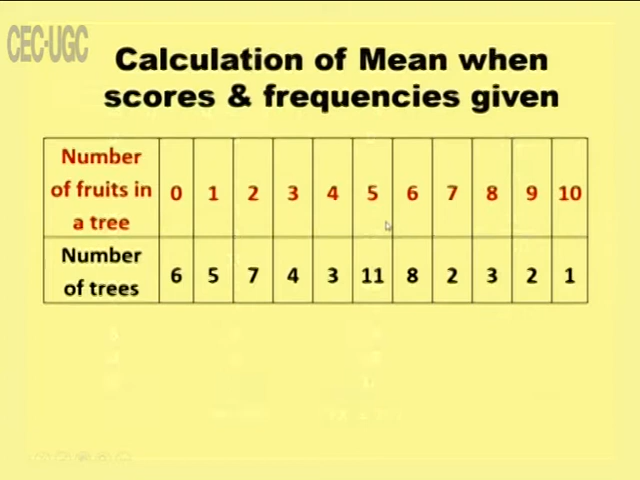 CEC-UGC
Calculation of Mean when
scores & frequencies given
Number of fruits in a tree 0 1 2 3 4 5 6 7 8 9 10
Number of trees 6 5 7 4 3 11 8 2 3 2 1